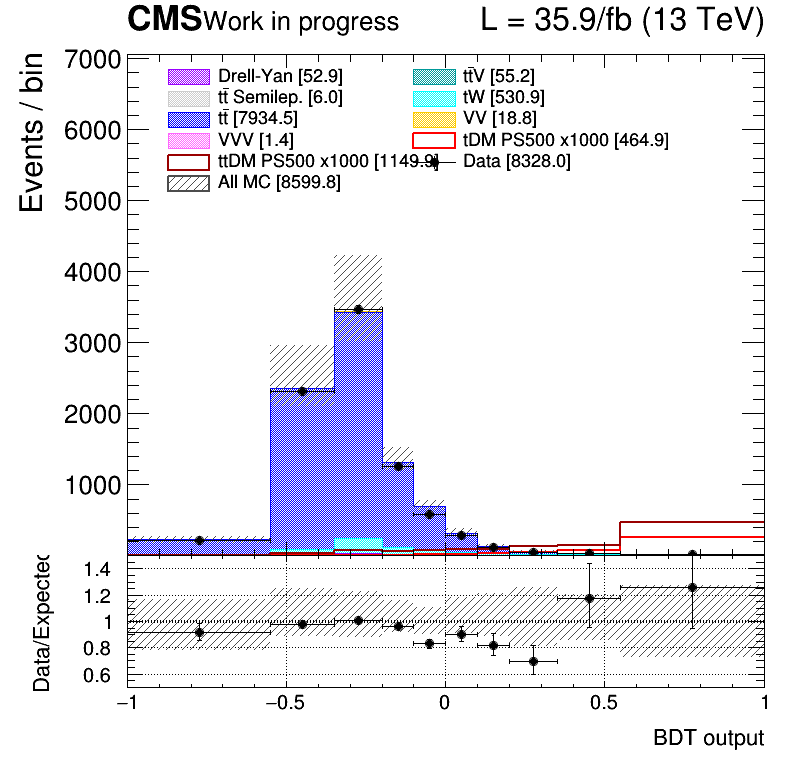 CMS Work in progress L = 35.9/fb (13 TeV)
Events / bin
7000
6000
5000
4000
3000
2000
1000
Drell-Yan [52.9]
tt̄V [55.2]
tt̄ Semilep. [6.0]
tW [530.9]
tt̄ [7934.5]
VV [18.8]
VVV [1.4]
tDM PS500 x1000 [464.9]
ttDM PS500 x1000 [1149.9]
Data [8328.0]
All MC [8599.8]
Data/Expected
1.4
1.2
1
0.8
0.6
−1 −0.5 0 0.5 1
BDT output